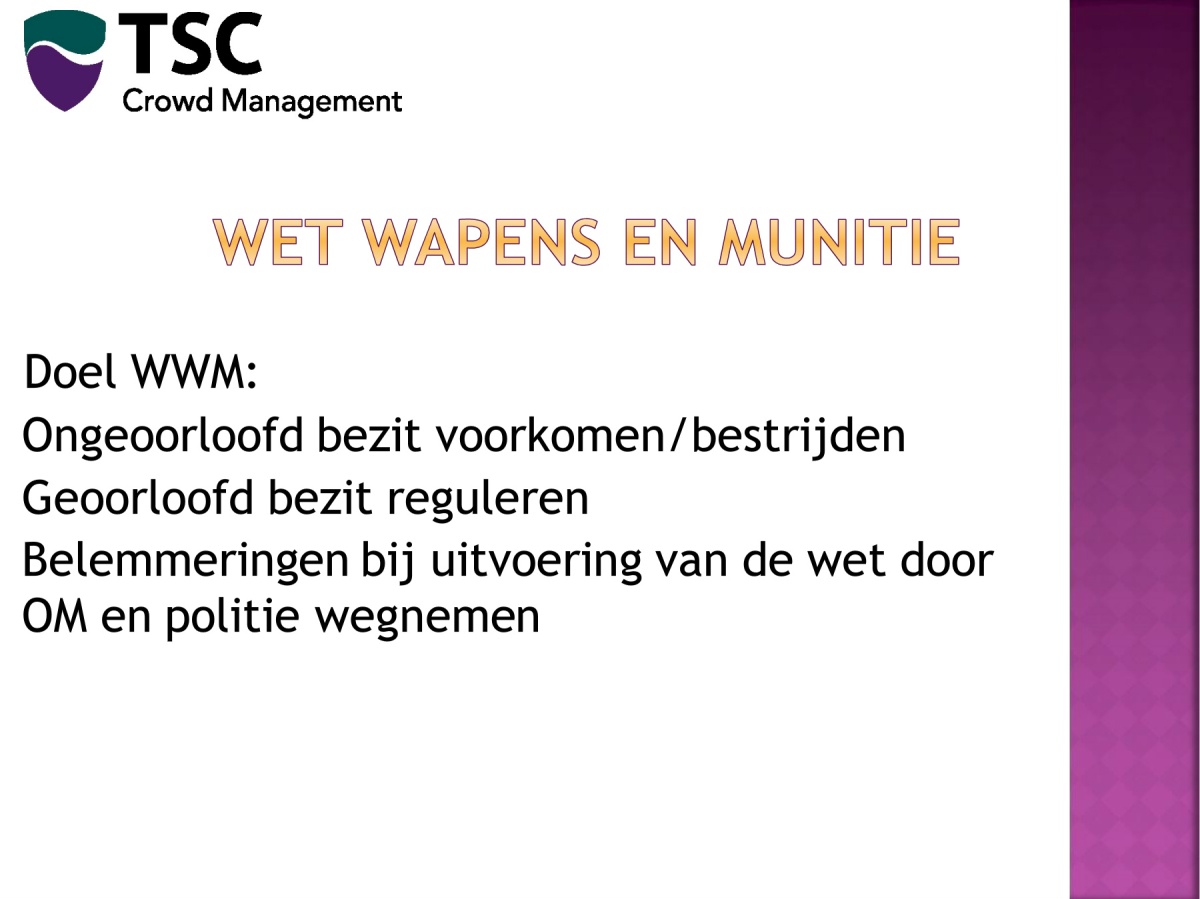 TSC
Crowd Management
WET WAPENS EN MUNITIE
Doel WWM:
Ongeoorloofd bezit voorkomen/bestrijden
Geoorloofd bezit reguleren
Belemmeringen bij uitvoering van de wet door
OM en politie wegnemen